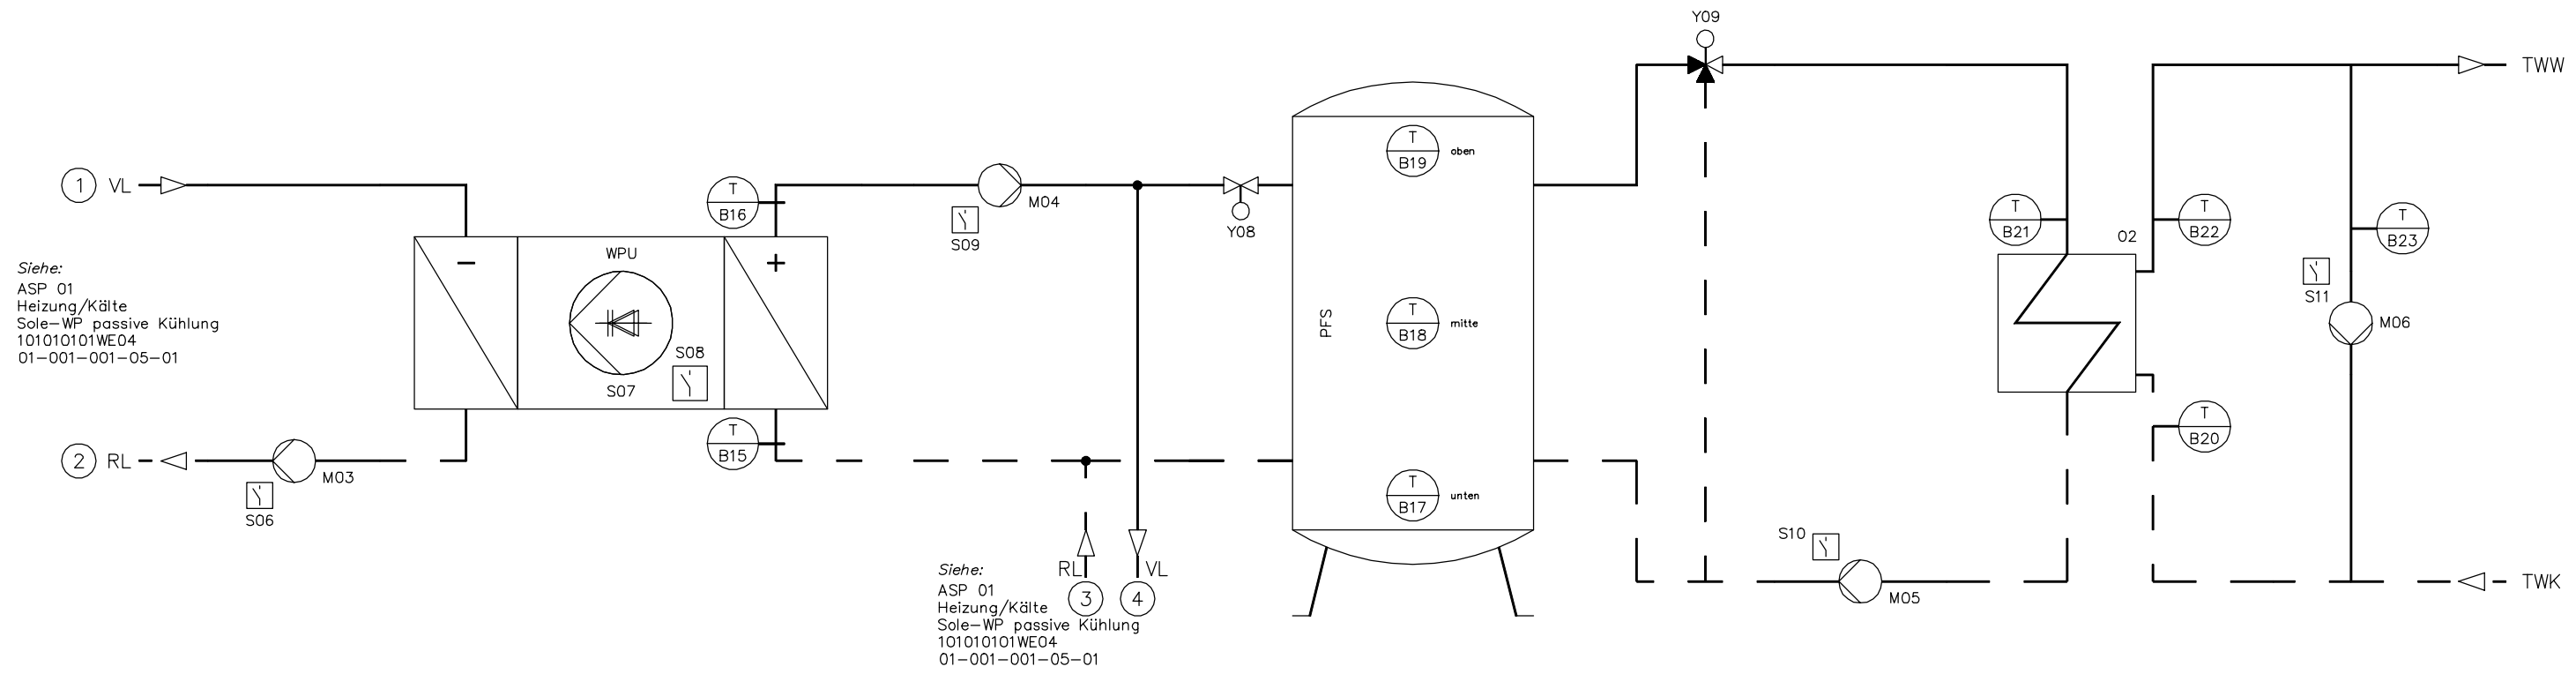 Y09
TWW
T
B19
oben
1
VL
T
B16
M04
S09
Y08
T
B21
T
B22
T
B23
02
WPU
Siehe:
ASP 01
Heizung/Kälte
Sole-WP passive Kühlung
101010101WE04
01-001-001-05-01
S11
M06
PFS
T
B18
mitte
S08
S07
2
RL
M03
S06
T
B15
T
B20
T
B17
unten
S10
M05
TWK
Siehe:
ASP 01
Heizung/Kälte
Sole-WP passive Kühlung
101010101WE04
01-001-001-05-01
RL
3
VL
4